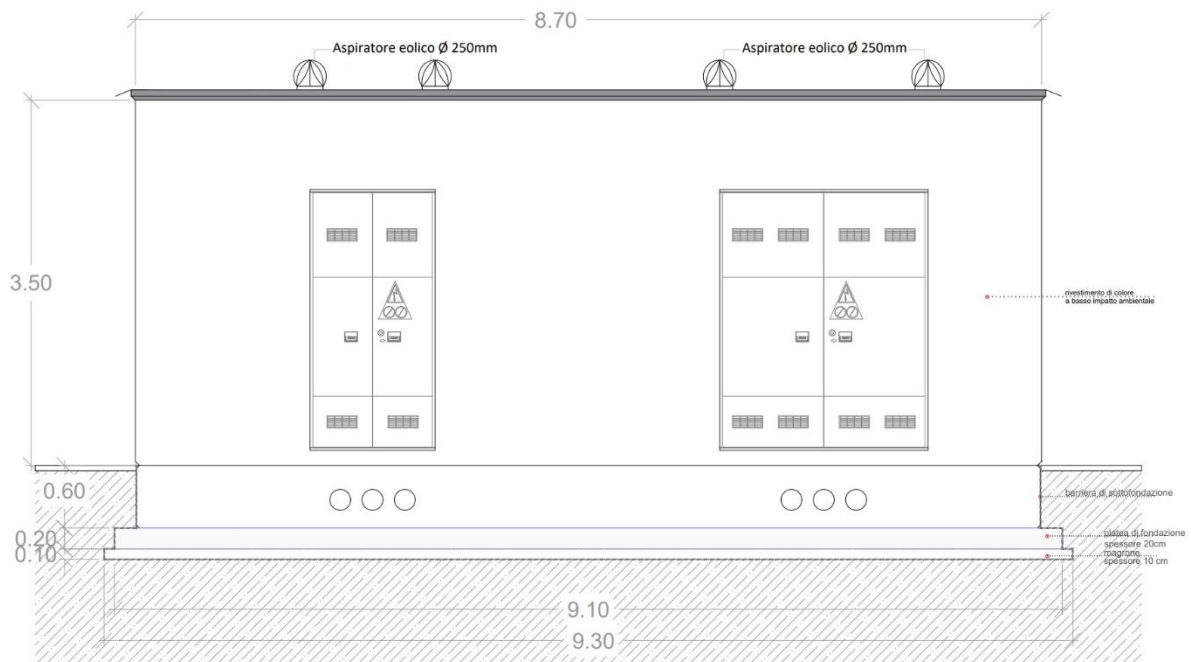 8.70
Aspiratore eolico Ø 250mm
Aspiratore eolico Ø 250mm
3.50
rivestimento di colore
a basso impatto ambientale
0.60
barriera di sottofondazione
0.20
platea di fondazione
spessore 20cm
0.10
magrone
spessore 10 cm
9.10
9.30